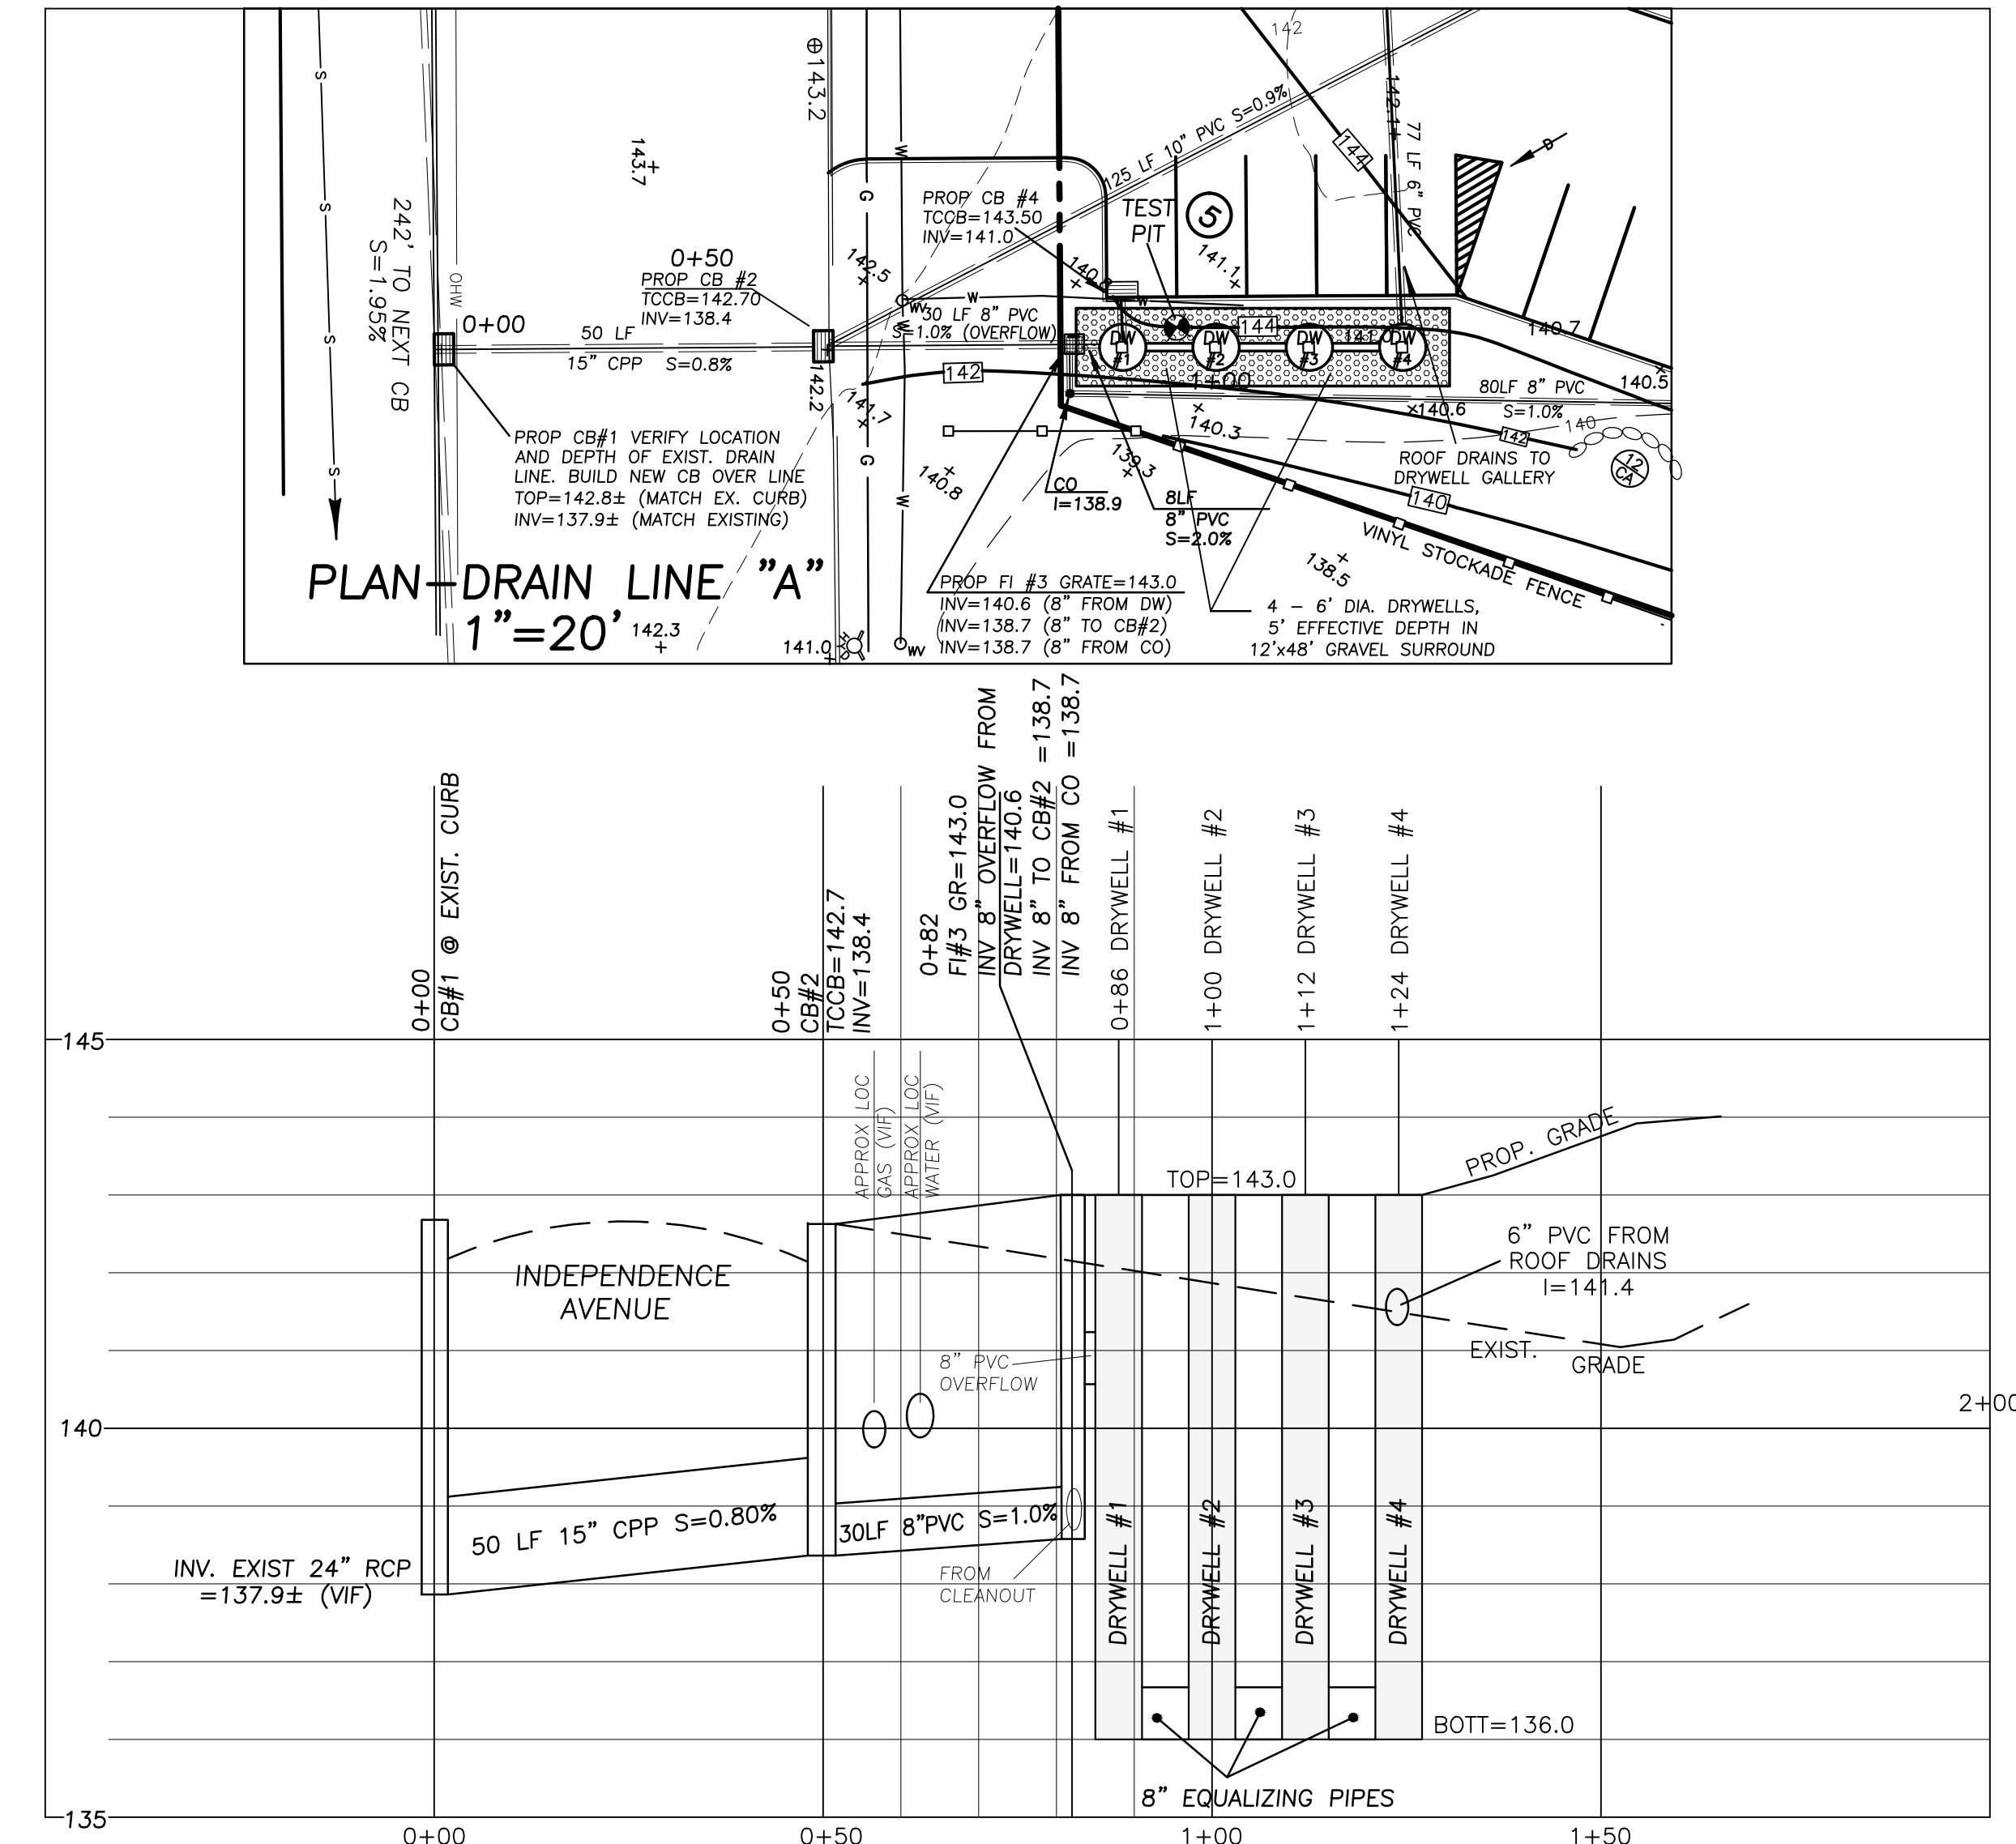 142
⊕143.2
S
S
S
S
143.7
242' TO NEXT CB
S=1.95%
OHW
0+00
50 LF
15" CPP S=0.8%
0+50
PROP CB #2
TCCB=142.70
INV=138.4
142.2
PROP CB#1 VERIFY LOCATION
AND DEPTH OF EXIST. DRAIN
LINE. BUILD NEW CB OVER LINE
TOP=142.8± (MATCH EX. CURB)
INV=137.9± (MATCH EXISTING)
PLAN-DRAIN LINE "A"
1"=20'
142.3
141.0
HYD
WV
G
G
W
W
W
W
W
WV
142.5
141.7
140.8
125 LF 10" PVC S=0.9%
PROP CB #4
TCCB=143.50
INV=141.0
30 LF 8" PVC
S=1.0% (OVERFLOW)
142
TEST
PIT
5
141.1
144
142.1
77 LF 6" PVC
D
144
DW
#1
DW
#2
DW
#3
DW
#4
1+00
140.7
140.5
80LF 8" PVC
S=1.0%
140
140.6
142
140.3
139.3
ROOF DRAINS TO
DRYWELL GALLERY
12
CA
140
CO
I=138.9
8LF
8" PVC
S=2.0%
VINYL STOCKADE FENCE
138.5
PROP FI #3 GRATE=143.0
INV=140.6 (8" FROM DW)
INV=138.7 (8" TO CB#2)
INV=138.7 (8" FROM CO)
4 - 6' DIA. DRYWELLS,
5' EFFECTIVE DEPTH IN
12'x48' GRAVEL SURROUND
0+00
CB#1 @ EXIST. CURB
0+50
CB#2
TCCB=142.7
INV=138.4
0+82
FI#3 GR=143.0
INV 8" OVERFLOW FROM
DRYWELL=140.6
INV 8" TO CB#2 =138.7
INV 8" FROM CO =138.7
0+86 DRYWELL #1
1+00 DRYWELL #2
1+12 DRYWELL #3
1+24 DRYWELL #4
145
APPROX LOC
GAS (VIF)
APPROX LOC
WATER (VIF)
TOP=143.0
PROP. GRADE
INDEPENDENCE
AVENUE
6" PVC FROM
ROOF DRAINS
I=141.4
EXIST.
GRADE
8" PVC
OVERFLOW
140
2+00
50 LF 15" CPP S=0.80%
30LF 8"PVC S=1.0%
INV. EXIST 24" RCP
=137.9± (VIF)
FROM
CLEANOUT
DRYWELL #1
DRYWELL #2
DRYWELL #3
DRYWELL #4
BOTT=136.0
8" EQUALIZING PIPES
135
0+00
0+50
1+00
1+50